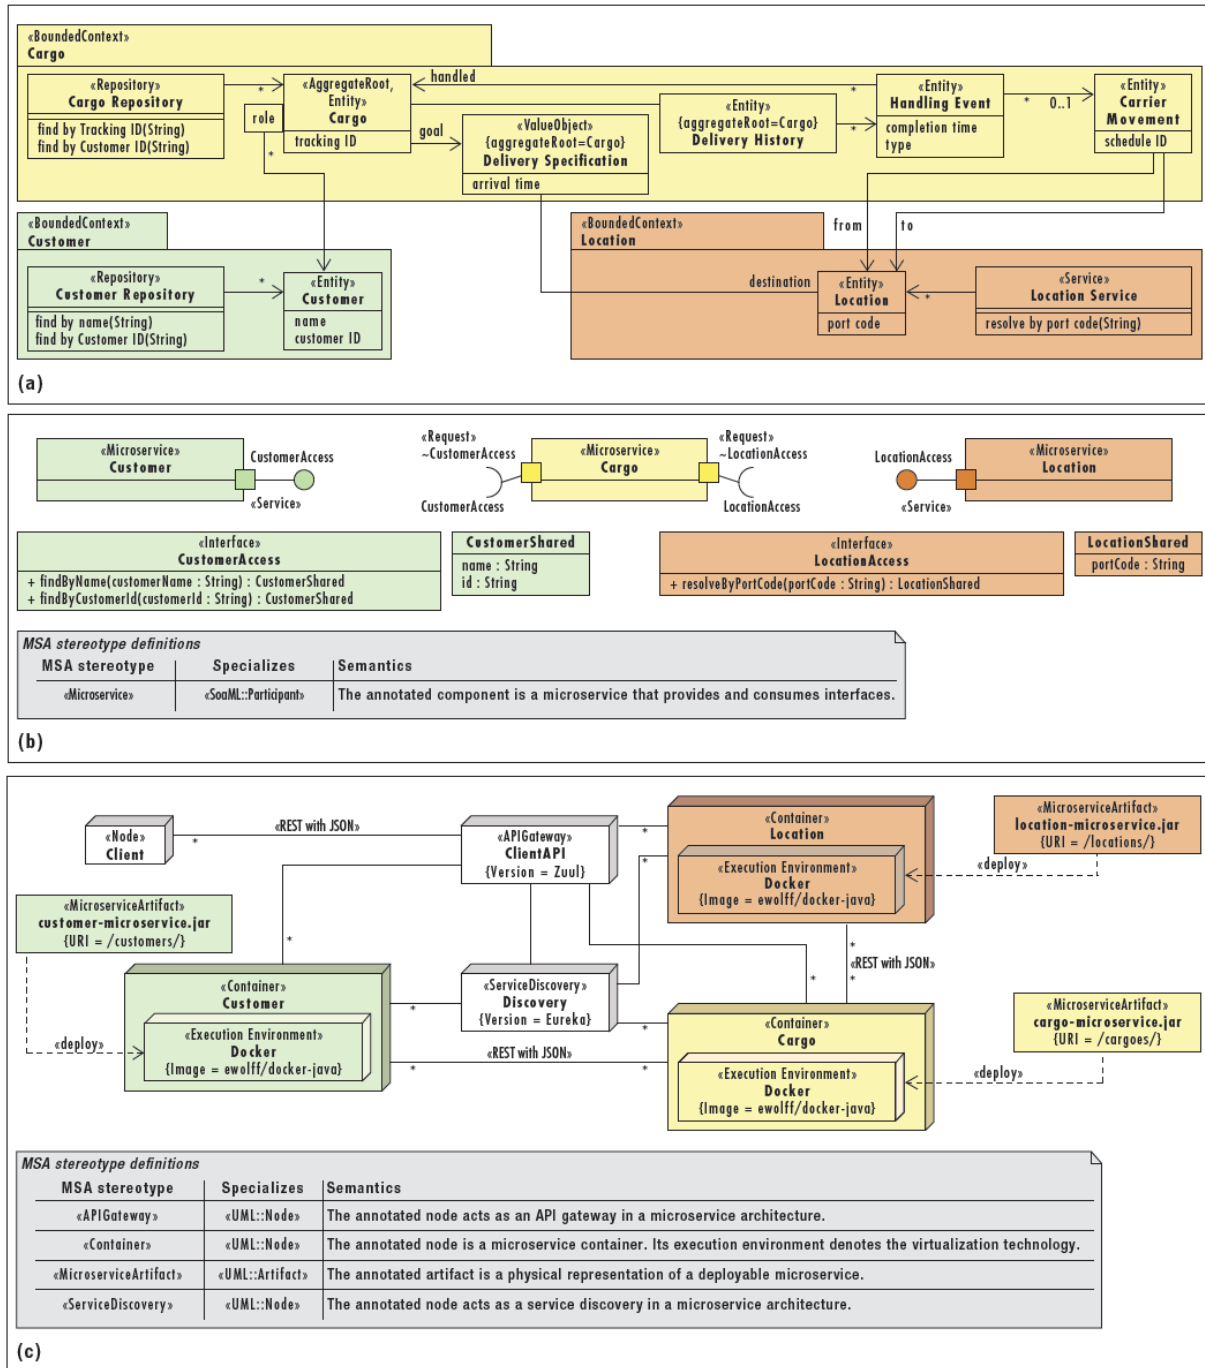 «BoundedContext»
Cargo
«Repository»
Cargo Repository
find by Tracking ID(String)
find by Customer ID(String)
*
«AggregateRoot,
Entity»
Cargo
tracking ID
role
*
handled
*
goal
«ValueObject»
{aggregateRoot=Cargo}
Delivery Specification
arrival time
«Entity»
{aggregateRoot=Cargo}
Delivery History
*
«Entity»
Handling Event
completion time
type
*
0..1
«Entity»
Carrier
Movement
schedule ID
«BoundedContext»
Customer
«Repository»
Customer Repository
find by name(String)
find by Customer ID(String)
*
«Entity»
Customer
name
customer ID
«BoundedContext»
Location
from
to
destination
«Entity»
Location
port code
*
«Service»
Location Service
resolve by port code(String)
(a)
«Microservice»
Customer
CustomerAccess
«Service»
«Request»
~CustomerAccess
CustomerAccess
«Microservice»
Cargo
«Request»
~LocationAccess
LocationAccess
LocationAccess
«Service»
«Microservice»
Location
«Interface»
CustomerAccess
+ findByName(customerName : String) : CustomerShared
+ findByCustomerId(customerId : String) : CustomerShared
CustomerShared
name : String
id : String
«Interface»
LocationAccess
+ resolveByPortCode(portCode : String) : LocationShared
LocationShared
portCode : String
MSA stereotype definitions
MSA stereotype Specializes Semantics
«Microservice» «SoaML::Participant» The annotated component is a microservice that provides and consumes interfaces.
(b)
«Node»
Client
*
«REST with JSON»
«APIGateway»
ClientAPI
{Version = Zuul}
*
*
«Container»
Location
«Execution Environment»
Docker
{Image = ewolff/docker-java}
«MicroserviceArtifact»
location-microservice.jar
{URI = /locations/}
«deploy»
«MicroserviceArtifact»
customer-microservice.jar
{URI = /customers/}
«deploy»
*
«Container»
Customer
«Execution Environment»
Docker
{Image = ewolff/docker-java}
*
«ServiceDiscovery»
Discovery
{Version = Eureka}
*
*
*
«REST with JSON»
*
*
«REST with JSON»
*
*
«Container»
Cargo
«Execution Environment»
Docker
{Image = ewolff/docker-java}
«MicroserviceArtifact»
cargo-microservice.jar
{URI = /cargoes/}
«deploy»
MSA stereotype definitions
MSA stereotype Specializes Semantics
«APIGateway» «UML::Node» The annotated node acts as an API gateway in a microservice architecture.
«Container» «UML::Node» The annotated node is a microservice container. Its execution environment denotes the virtualization technology.
«MicroserviceArtifact» «UML::Artifact» The annotated artifact is a physical representation of a deployable microservice.
«ServiceDiscovery» «UML::Node» The annotated node acts as a service discovery in a microservice architecture.
(c)